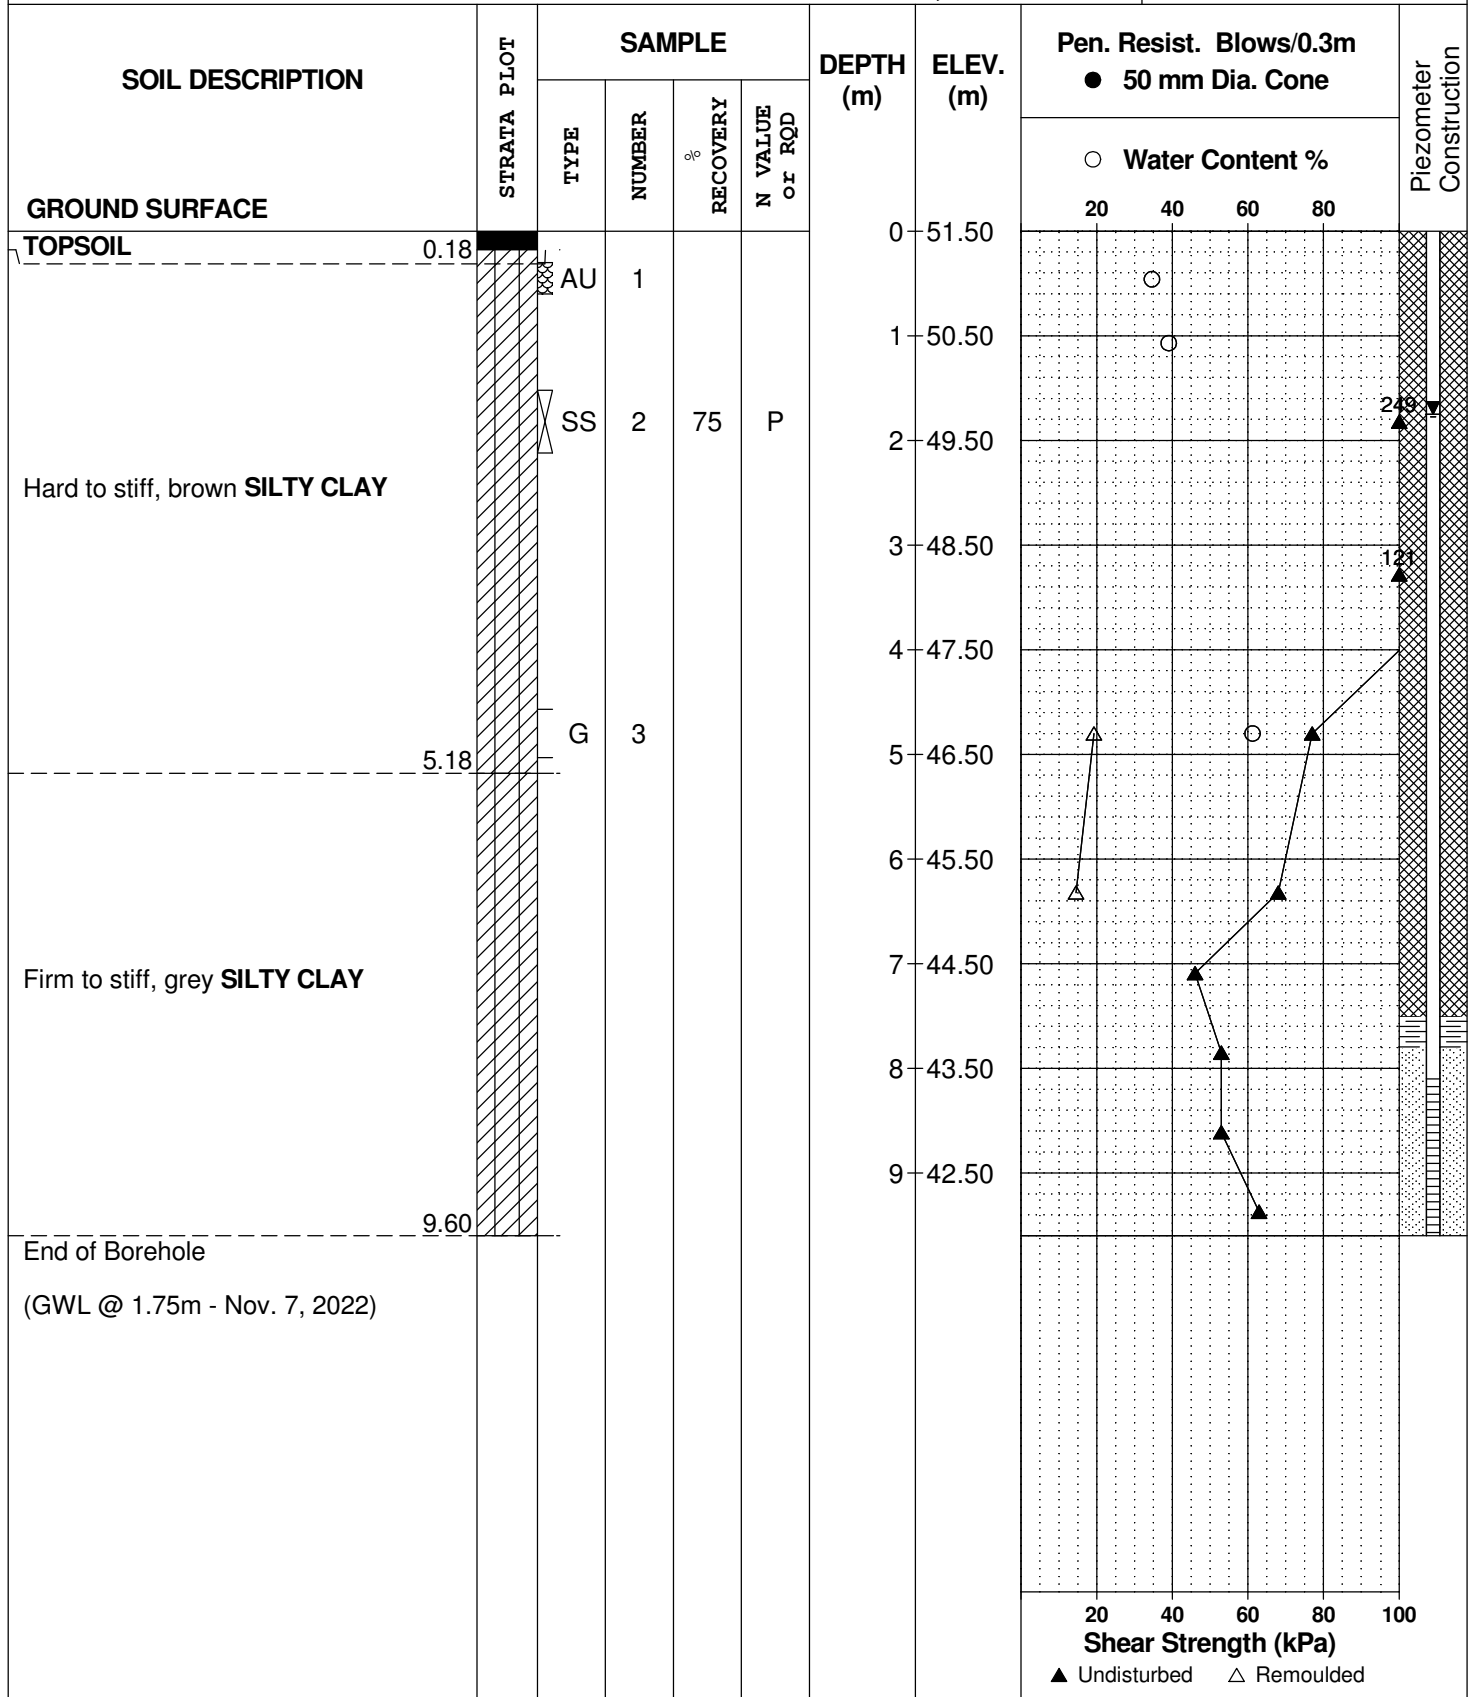 SOIL DESCRIPTION
GROUND SURFACE
STRATA PLOT
SAMPLE
TYPE
NUMBER
% RECOVERY
N VALUE or RQD
DEPTH (m)
ELEV. (m)
Pen. Resist. Blows/0.3m
● 50 mm Dia. Cone
○ Water Content %
20 40 60 80
Piezometer Construction
TOPSOIL 0.18
0 51.50
AU 1
1 50.50
249
SS 2 75 P
2 49.50
Hard to stiff, brown SILTY CLAY
3 48.50
121
4 47.50
G 3
5.18
5 46.50
6 45.50
7 44.50
Firm to stiff, grey SILTY CLAY
8 43.50
9 42.50
9.60
End of Borehole
(GWL @ 1.75m - Nov. 7, 2022)
20 40 60 80 100
Shear Strength (kPa)
▲ Undisturbed △ Remoulded